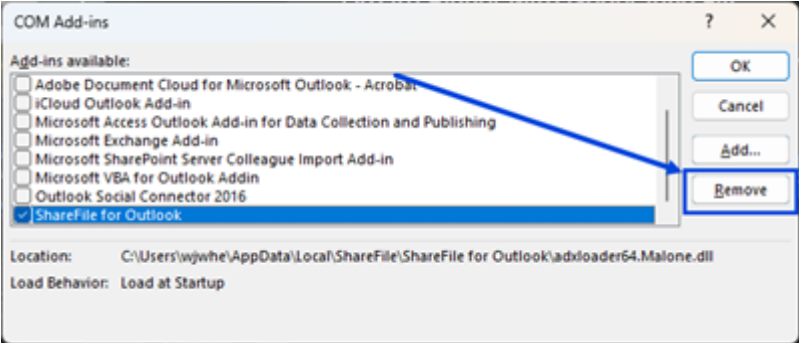 COM Add-ins ? ×
Add-ins available:
Adobe Document Cloud for Microsoft Outlook - Acrobat
iCloud Outlook Add-in
Microsoft Access Outlook Add-in for Data Collection and Publishing
Microsoft Exchange Add-in
Microsoft SharePoint Server Colleague Import Add-in
Microsoft VBA for Outlook Addin
Outlook Social Connector 2016
ShareFile for Outlook
OK
Cancel
Add...
Remove
Location: C:\Users\wjwhe\AppData\Local\ShareFile\ShareFile for Outlook\adxloader64.Malone.dll
Load Behavior: Load at Startup